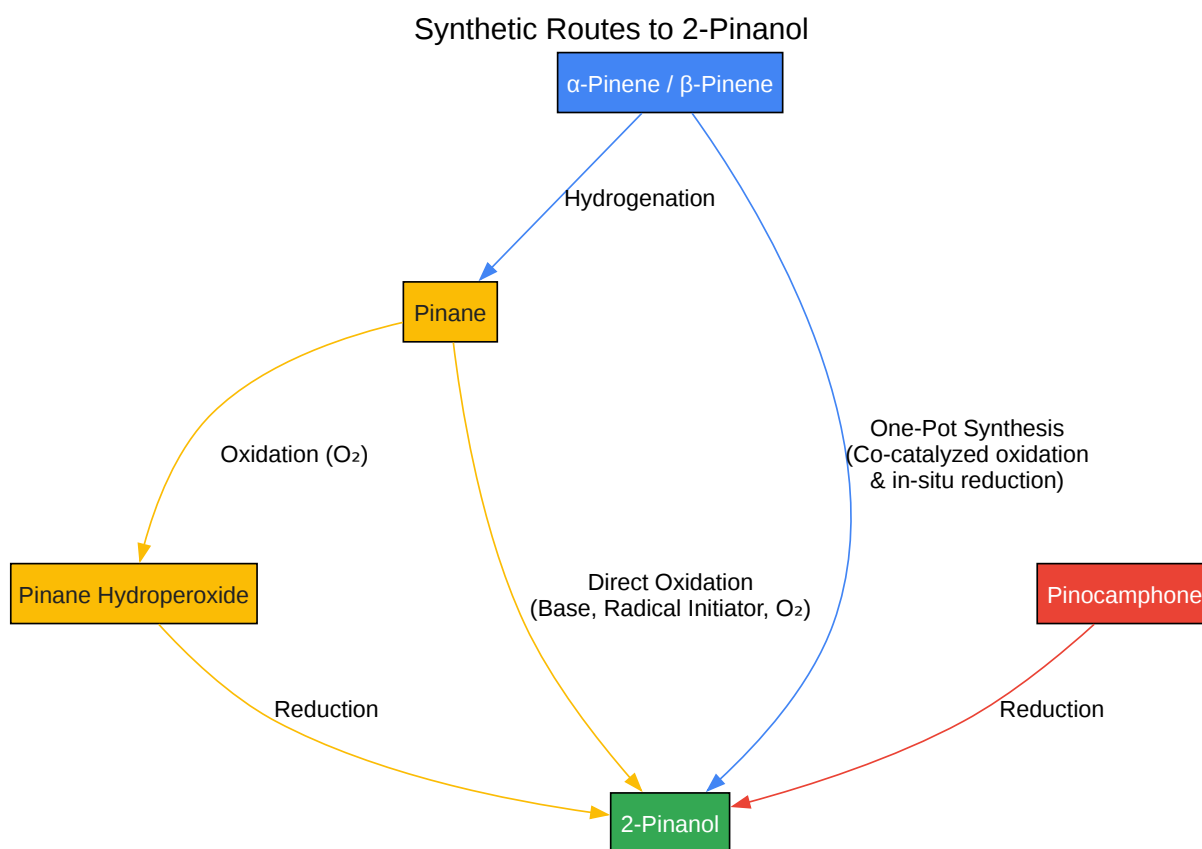 Synthetic Routes to 2-Pinanol
α-Pinene / β-Pinene
Hydrogenation
Pinane
One-Pot Synthesis
(Co-catalyzed oxidation
& in-situ reduction)
Oxidation (O₂)
Direct Oxidation
(Base, Radical Initiator, O₂)
Pinane Hydroperoxide
Pinocamphone
Reduction
Reduction
2-Pinanol